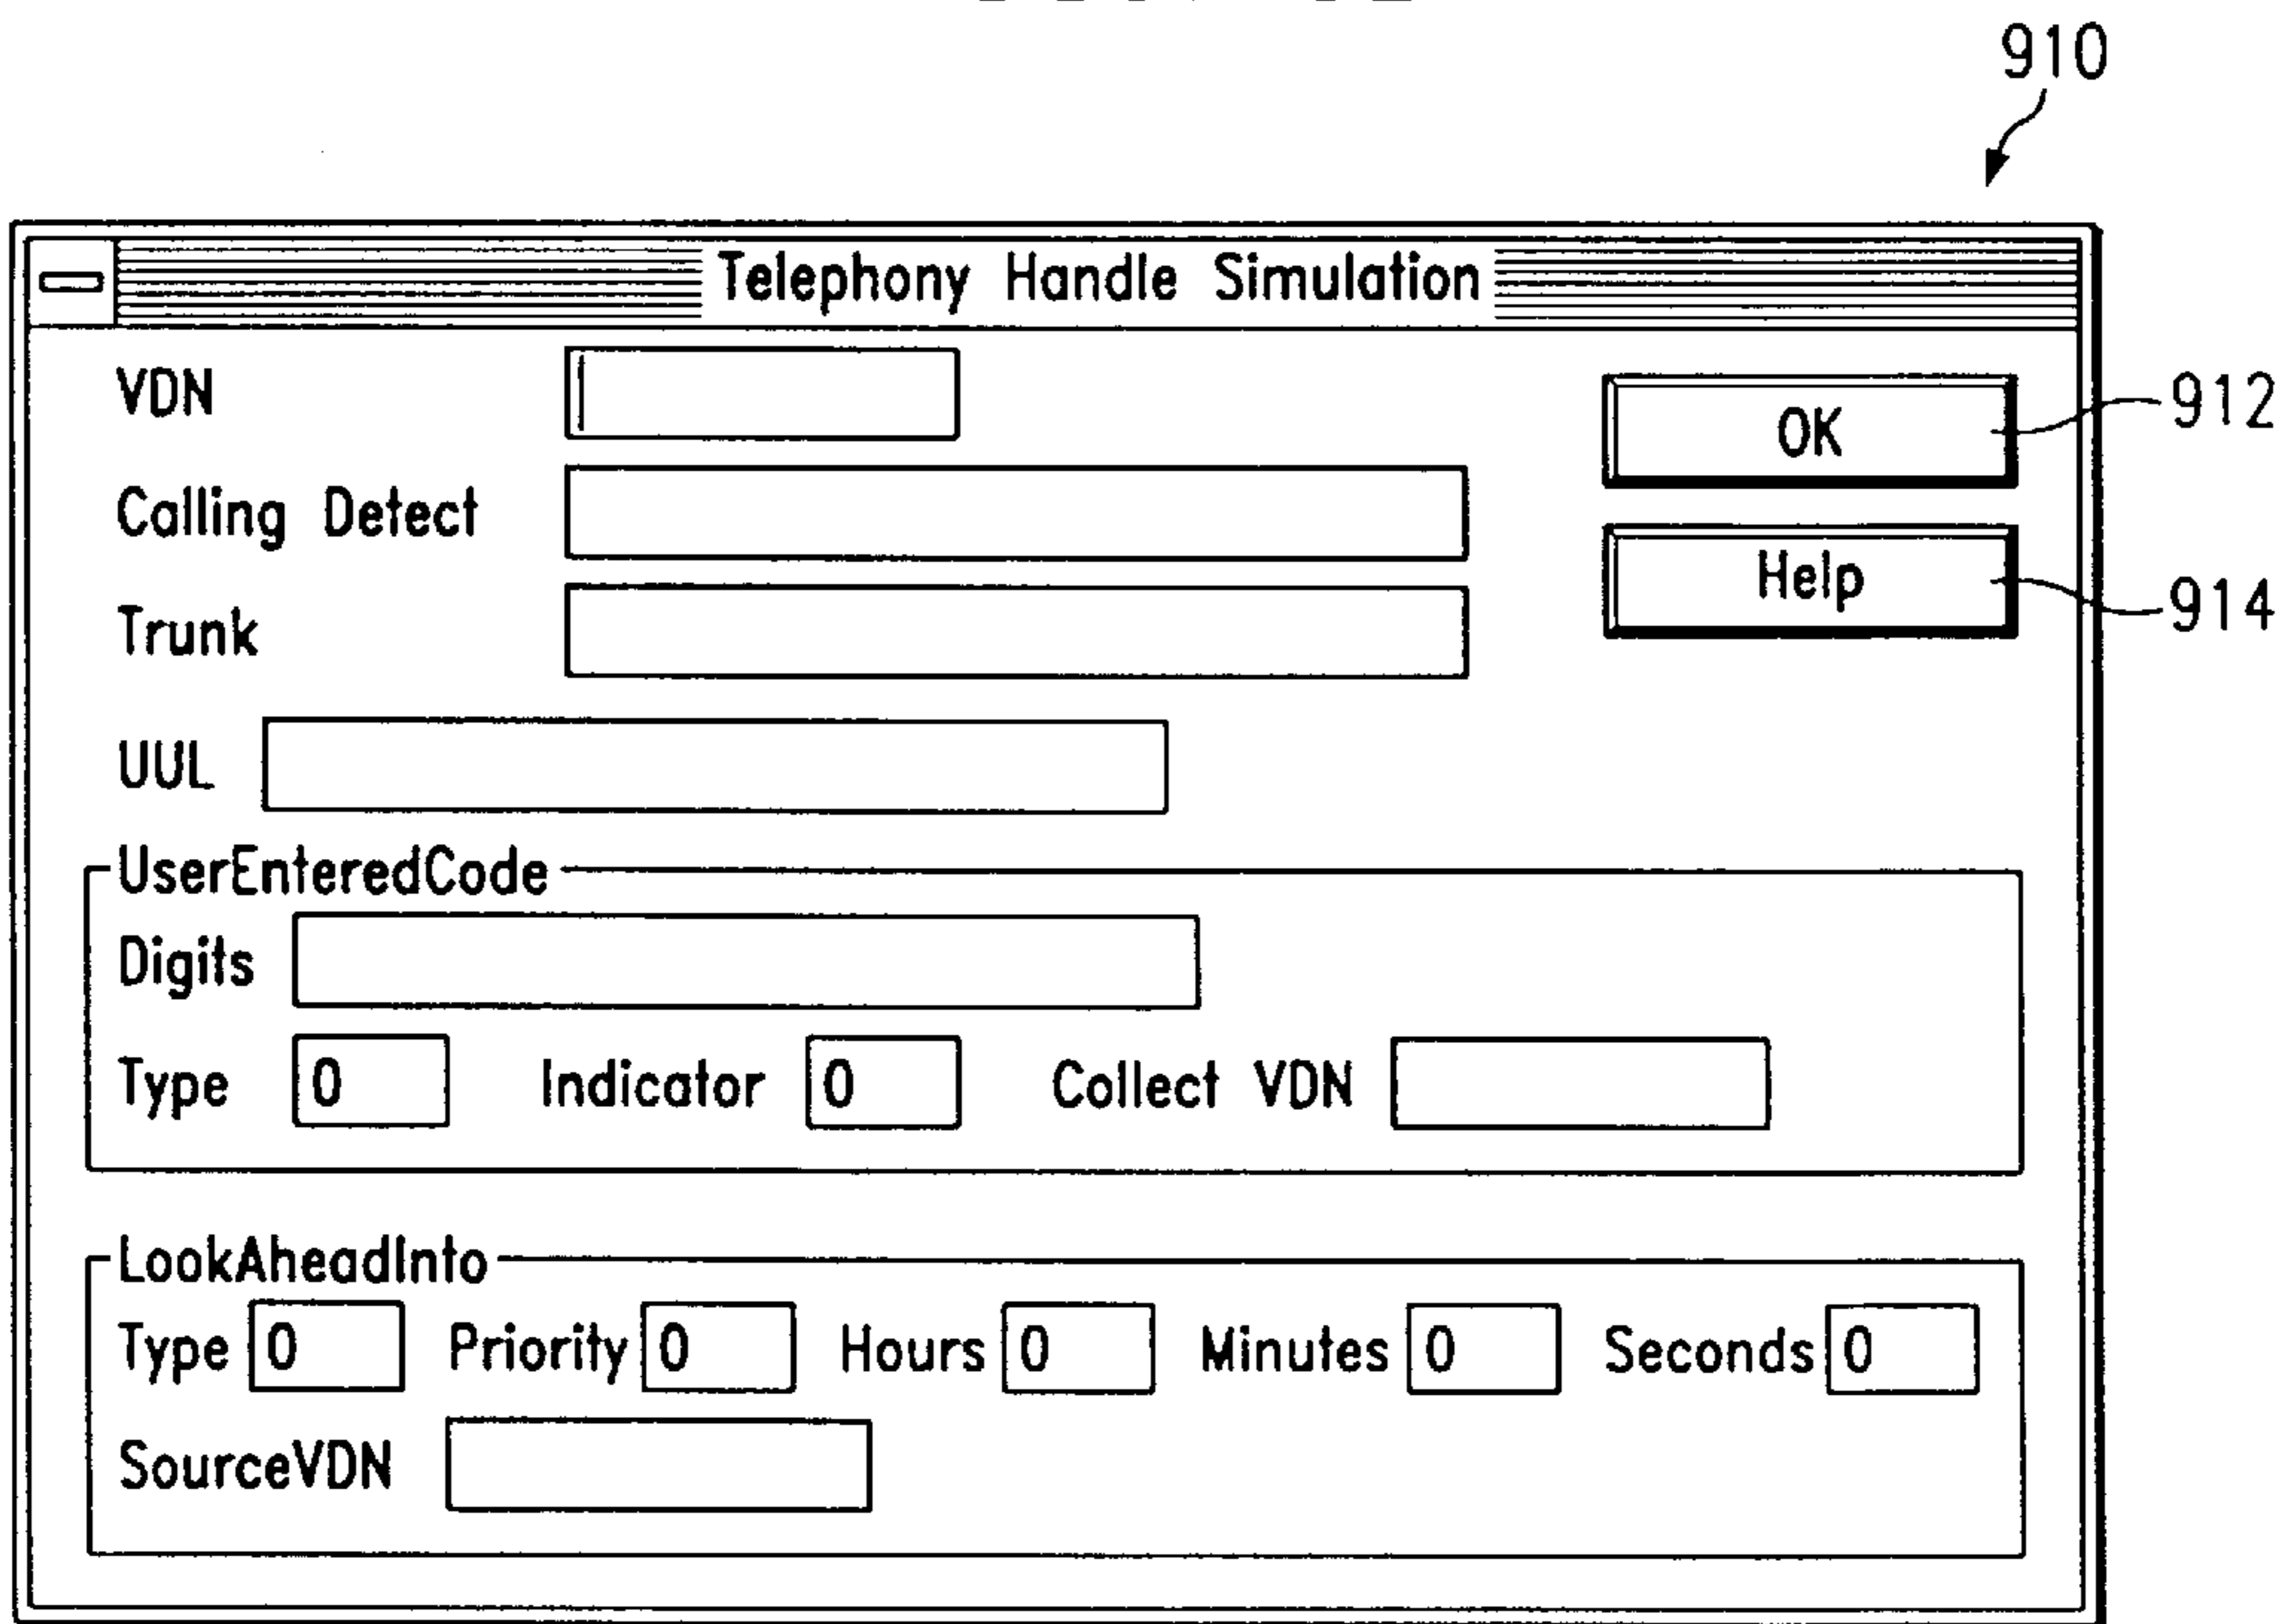 910
Telephony Handle Simulation
VDN
OK
912
Calling Detect
Help
914
Trunk
UUL
UserEnteredCode
Digits
Type 0 Indicator 0 Collect VDN
LookAheadInto
Type 0 Priority 0 Hours 0 Minutes 0 Seconds 0
SourceVDN